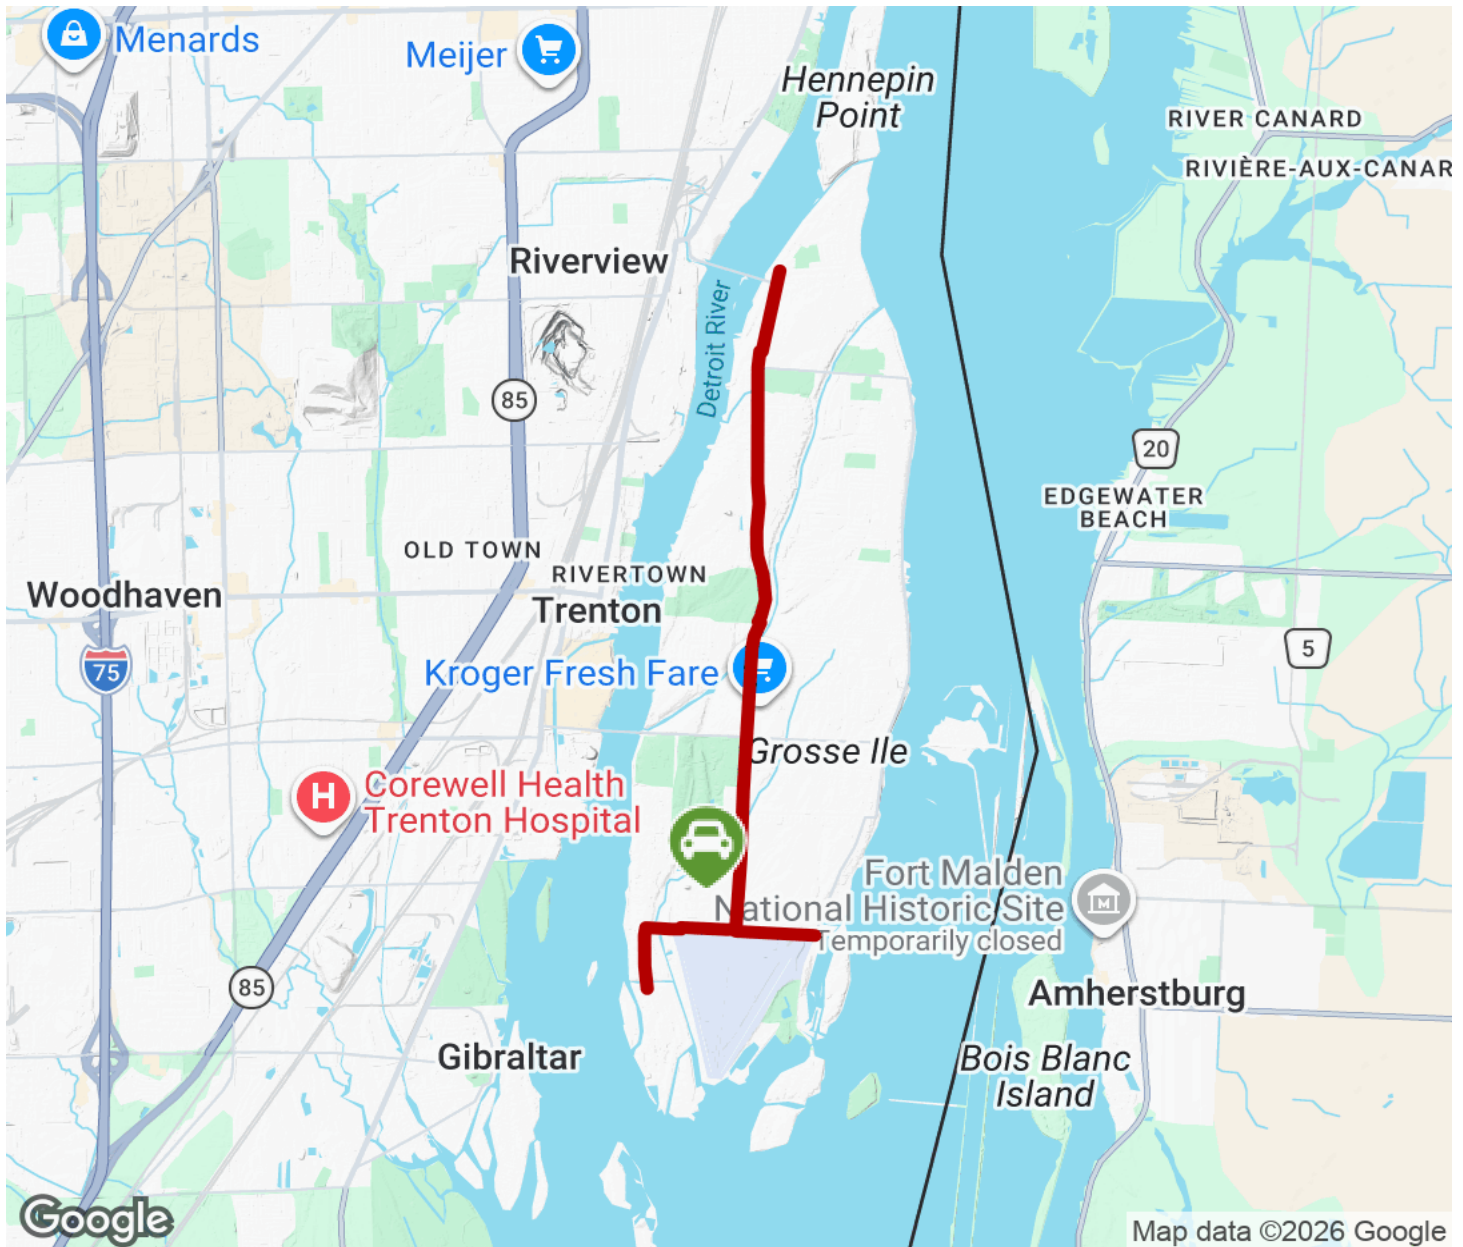 Menards
Meijer
Hennepin
Point
RIVER CANARD
RIVIÈRE-AUX-CANAR
Riverview
Detroit River
85
20
EDGEWATER
BEACH
OLD TOWN
RIVERTOWN
Woodhaven
Trenton
5
75
Kroger Fresh Fare
Grosse Ile
H
Corewell Health
Trenton Hospital
Fort Malden
National Historic Site
Temporarily closed
M
85
Amherstburg
Gibraltar
Bois Blanc
Island
Google
Map data ©2026 Google